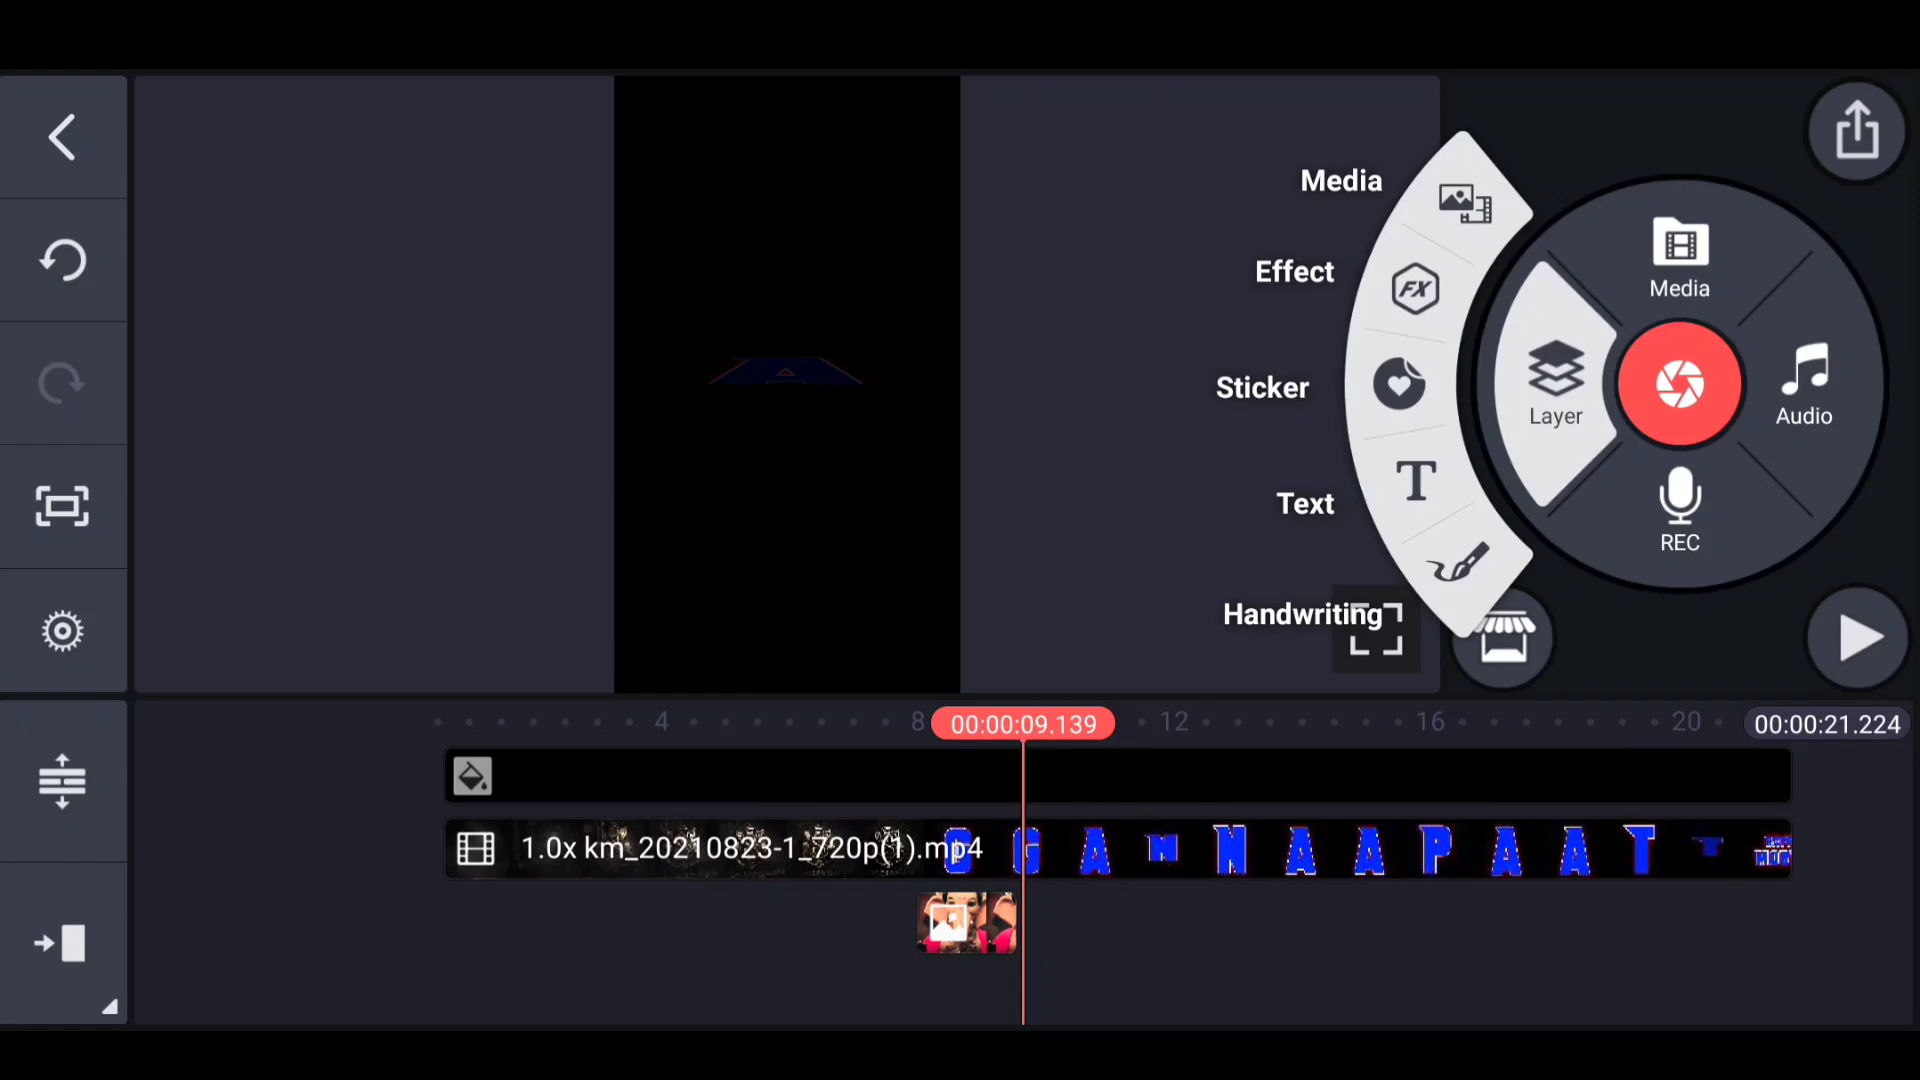 Media
Effect
Sticker
Text
Handwriting
Media
Layer
Audio
REC
4
8
00:00:09.139
12
16
20
00:00:21.224
1.0x km_20210823-1_720p(1).mp4
G G A N N A A P A A T T